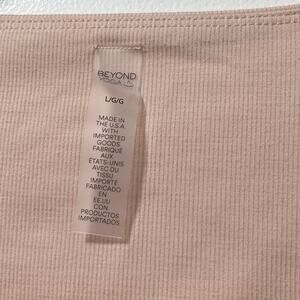 BEYOND
YOGA
L/G/G
MADE IN
THE U.S.A
WITH
IMPORTED
GOODS
FABRIQUÉ
AUX
ÉTATS-UNIS
AVEC DU
TISSU
IMPORTÉ
FABRICADO
EN
EE.UU
CON
PRODUCTOS
IMPORTADOS